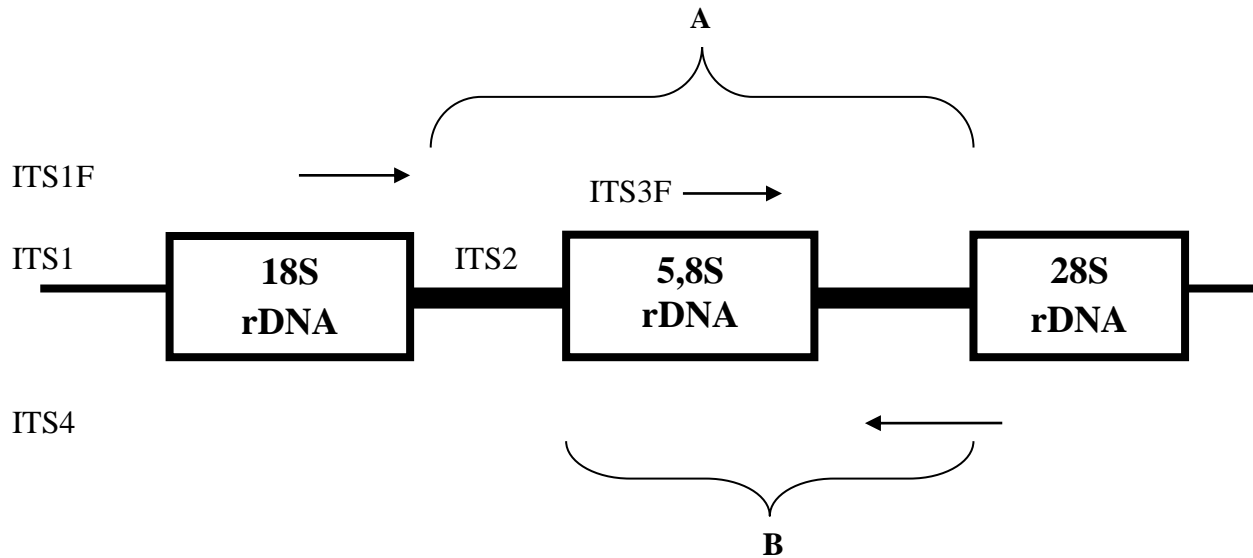 A
ITS1F
ITS3F
ITS1
ITS2
18S
rDNA
5,8S
rDNA
28S
rDNA
ITS4
B